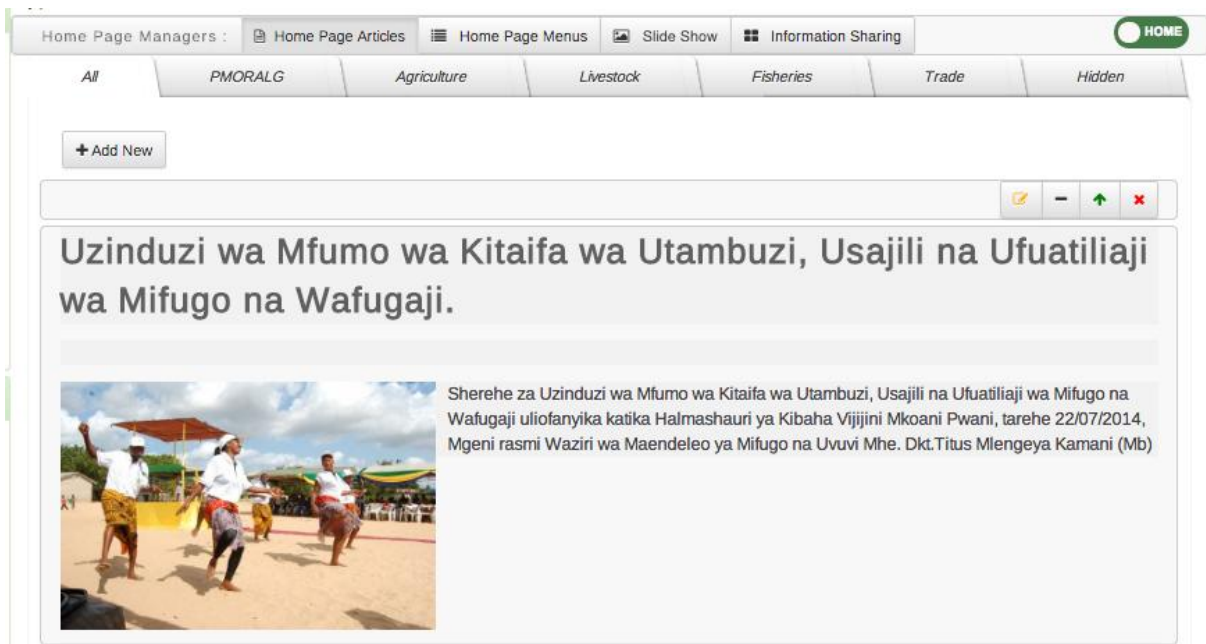 Home Page Managers : Home Page Articles Home Page Menus Slide Show Information Sharing HOME
All PMORALG Agriculture Livestock Fisheries Trade Hidden
Add New
Uzinduzi wa Mfumo wa Kitaifa wa Utambuzi, Usajili na Ufuatiliaji
wa Mifugo na Wafugaji.
Sherehe za Uzinduzi wa Mfumo wa Kitaifa wa Utambuzi, Usajili na Ufuatiliaji wa Mifugo na
Wafugaji uliofanyika katika Halmashauri ya Kibaha Vijijini Mkoani Pwani, tarehe 22/07/2014,
Mgeni rasmi Waziri wa Maendeleo ya Mifugo na Uvuvi Mhe. Dkt.Titus Mlengeya Kamani (Mb)